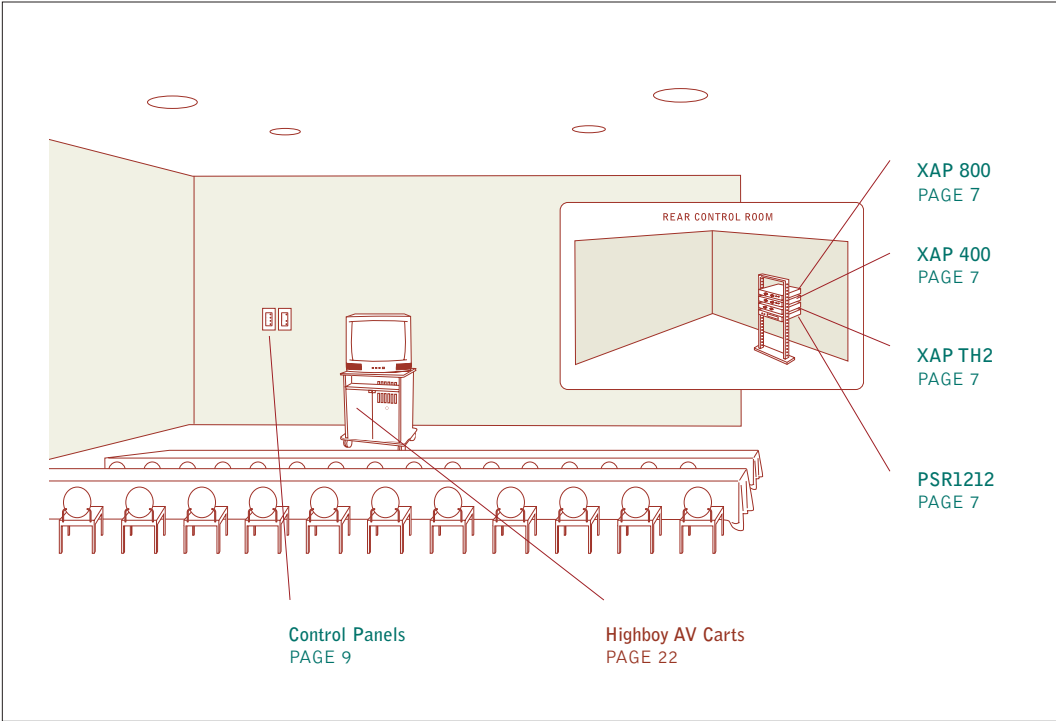 REAR CONTROL ROOM
XAP 800
PAGE 7
XAP 400
PAGE 7
XAP TH2
PAGE 7
PSR1212
PAGE 7
Control Panels
PAGE 9
Highboy AV Carts
PAGE 22